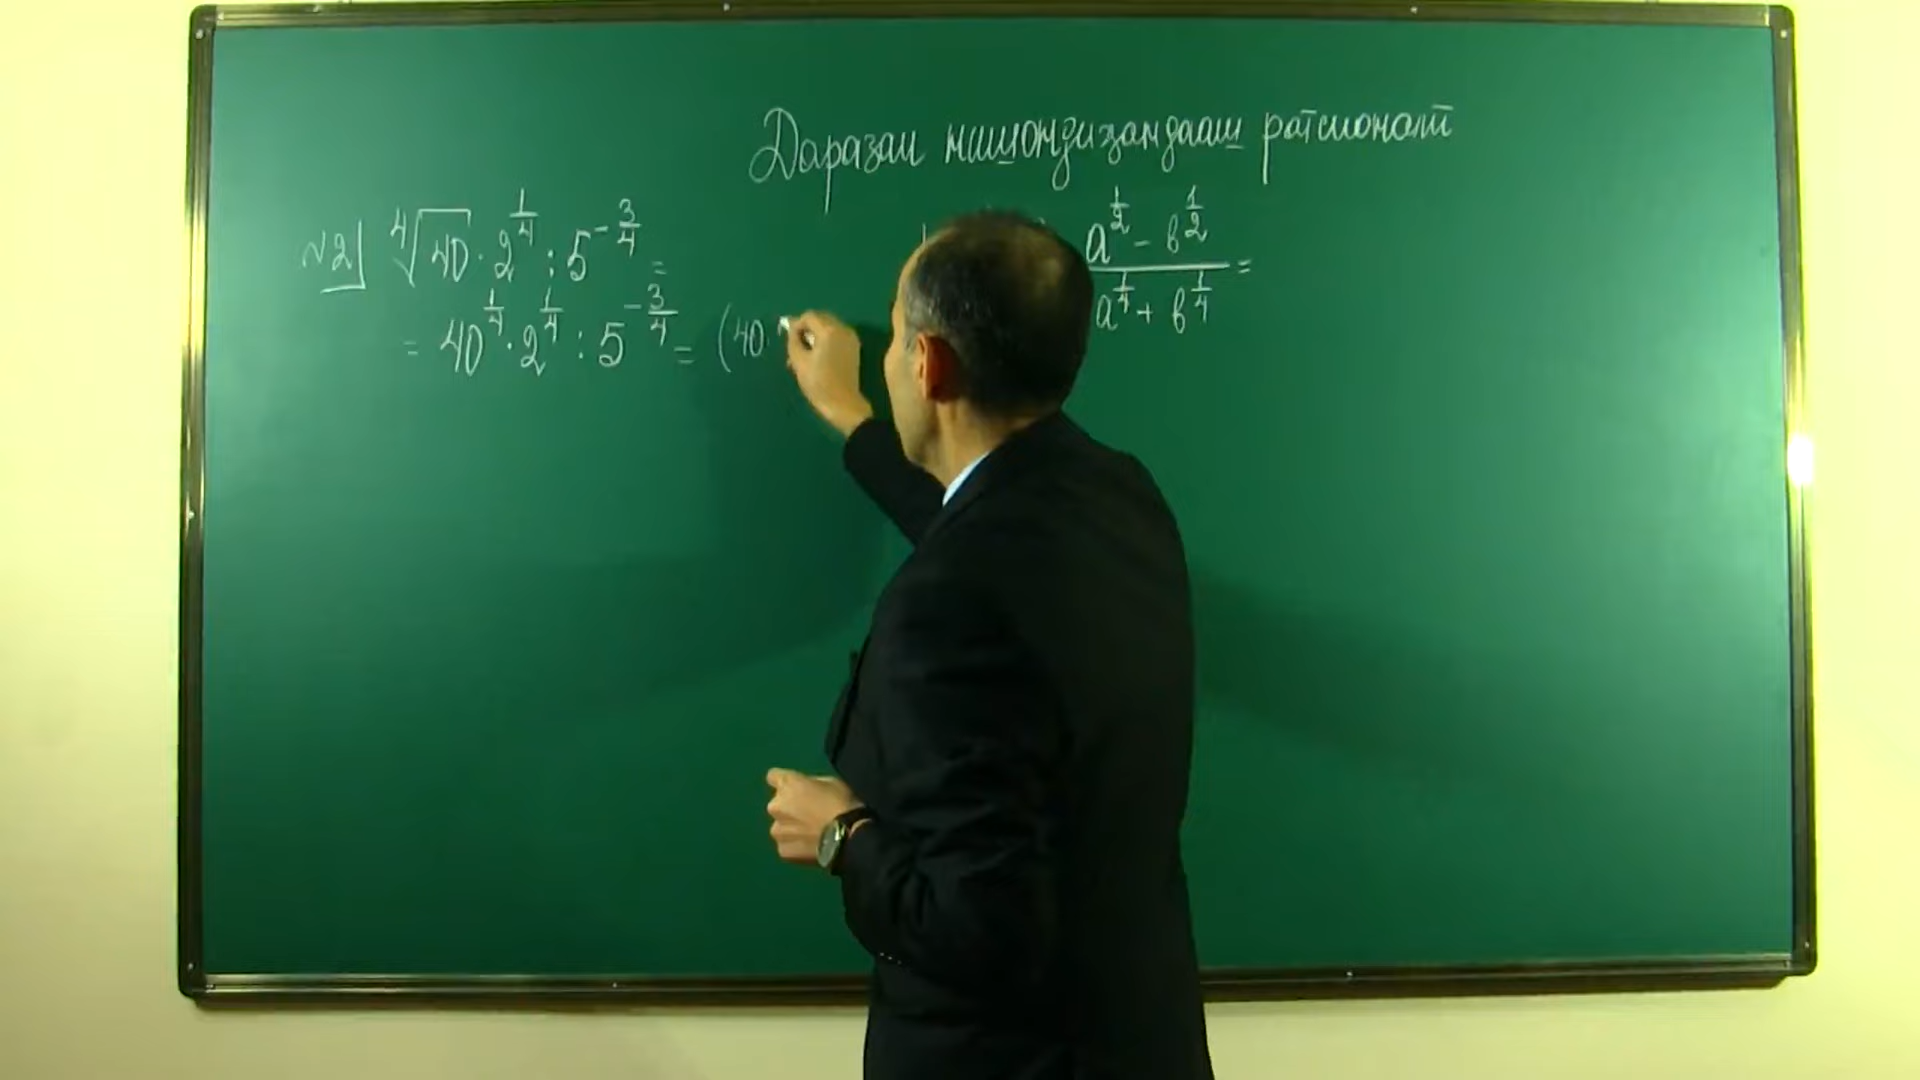 Даразаи нишондиҳандааш ратсионалӣ
№2 ⁴√40 · 2^(1/4) : 5^(-3/4) =
= 40^(1/4) · 2^(1/4) : 5^(-3/4) = (40 ·
(a^(1/2) - b^(1/2)) / (a^(1/4) + b^(1/4)) =